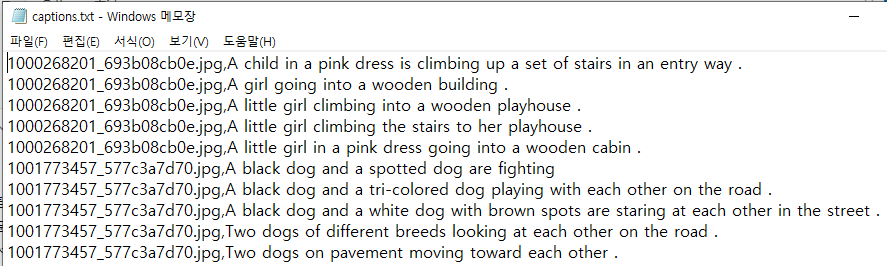 captions.txt - Windows 메모장
파일(F) 편집(E) 서식(O) 보기(V) 도움말(H)
1000268201_693b08cb0e.jpg,A child in a pink dress is climbing up a set of stairs in an entry way .
1000268201_693b08cb0e.jpg,A girl going into a wooden building .
1000268201_693b08cb0e.jpg,A little girl climbing into a wooden playhouse .
1000268201_693b08cb0e.jpg,A little girl climbing the stairs to her playhouse .
1000268201_693b08cb0e.jpg,A little girl in a pink dress going into a wooden cabin .
1001773457_577c3a7d70.jpg,A black dog and a spotted dog are fighting
1001773457_577c3a7d70.jpg,A black dog and a tri-colored dog playing with each other on the road .
1001773457_577c3a7d70.jpg,A black dog and a white dog with brown spots are staring at each other in the street .
1001773457_577c3a7d70.jpg,Two dogs of different breeds looking at each other on the road .
1001773457_577c3a7d70.jpg,Two dogs on pavement moving toward each other .